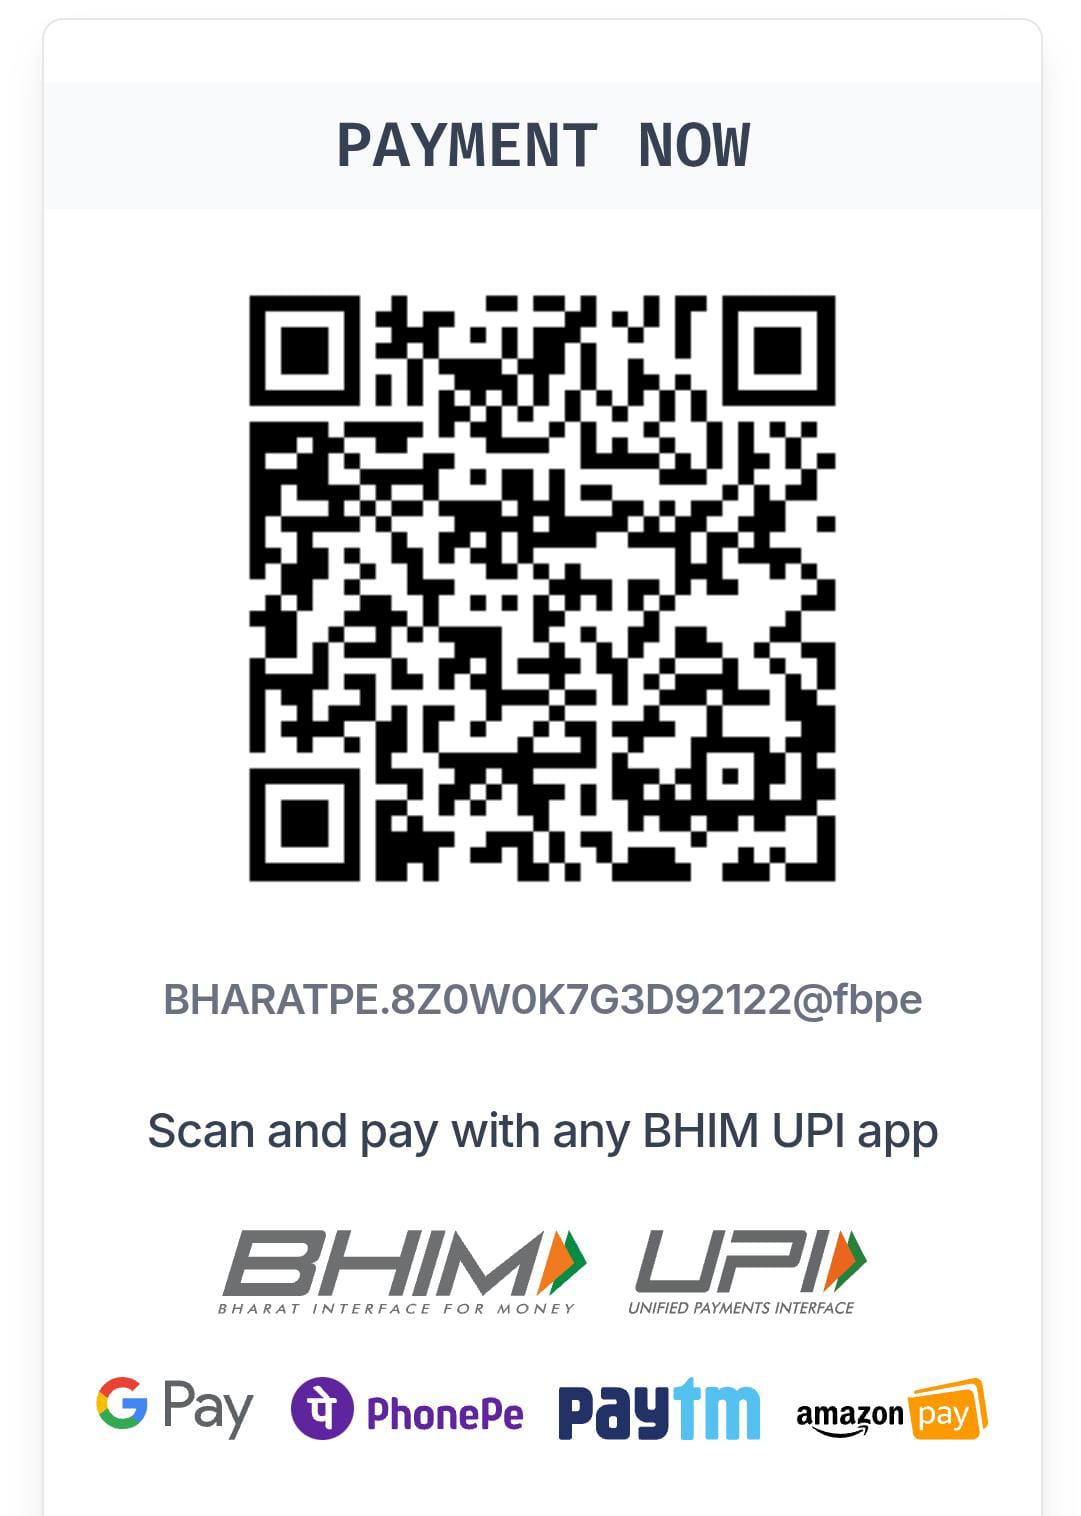 PAYMENT NOW
BHARATPE.8Z0W0K7G3D92122@fbpe
Scan and pay with any BHIM UPI app
BHIM UPI
BHARAT INTERFACE FOR MONEY UNIFIED PAYMENTS INTERFACE
G Pay पे PhonePe paytm amazon pay